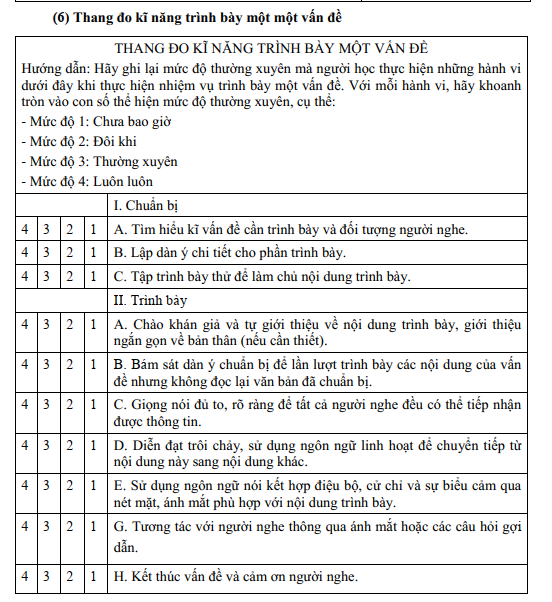 (6) Thang đo kĩ năng trình bày một một vấn đề
THANG ĐO KĨ NĂNG TRÌNH BÀY MỘT VẤN ĐỀ
Hướng dẫn: Hãy ghi lại mức độ thường xuyên mà người học thực hiện những hành vi
dưới đây khi thực hiện nhiệm vụ trình bày một vấn đề. Với mỗi hành vi, hãy khoanh
tròn vào con số thể hiện mức độ thường xuyên, cụ thể:
- Mức độ 1: Chưa bao giờ
- Mức độ 2: Đôi khi
- Mức độ 3: Thường xuyên
- Mức độ 4: Luôn luôn
I. Chuẩn bị
4 3 2 1 A. Tìm hiểu kĩ vấn đề cần trình bày và đối tượng người nghe.
4 3 2 1 B. Lập dàn ý chi tiết cho phần trình bày.
4 3 2 1 C. Tập trình bày thử để làm chủ nội dung trình bày.
II. Trình bày
4 3 2 1 A. Chào khán giả và tự giới thiệu về nội dung trình bày, giới thiệu
ngắn gọn về bản thân (nếu cần thiết).
4 3 2 1 B. Bám sát dàn ý chuẩn bị để lần lượt trình bày các nội dung của vấn
đề nhưng không đọc lại văn bản đã chuẩn bị.
4 3 2 1 C. Giọng nói đủ to, rõ ràng để tất cả người nghe đều có thể tiếp nhận
được thông tin.
4 3 2 1 D. Diễn đạt trôi chảy, sử dụng ngôn ngữ linh hoạt để chuyển tiếp từ
nội dung này sang nội dung khác.
4 3 2 1 E. Sử dụng ngôn ngữ nói kết hợp điệu bộ, cử chỉ và sự biểu cảm qua
nét mặt, ánh mắt phù hợp với nội dung trình bày.
4 3 2 1 G. Tương tác với người nghe thông qua ánh mắt hoặc các câu hỏi gợi
dẫn.
4 3 2 1 H. Kết thúc vấn đề và cảm ơn người nghe.